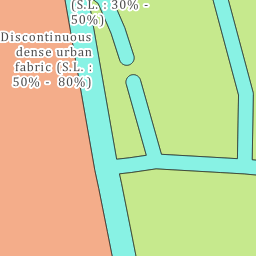 (S.L. : 30% -
50%)
Discontinuous
dense urban
fabric (S.L. :
50% - 80%)